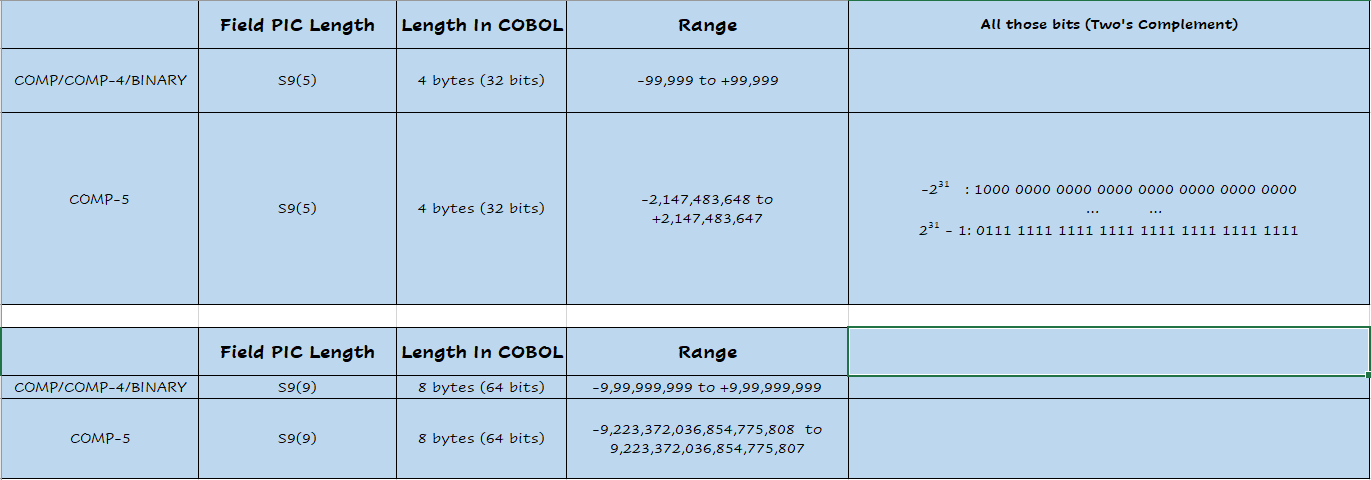 Field PIC Length Length In COBOL Range All those bits (Two's Complement)
COMP/COMP-4/BINARY S9(5) 4 bytes (32 bits) -99,999 to +99,999
COMP-5 S9(5) 4 bytes (32 bits) -2,147,483,648 to
+2,147,483,647
-2³¹ : 1000 0000 0000 0000 0000 0000 0000 0000
... ...
2³¹ - 1: 0111 1111 1111 1111 1111 1111 1111 1111
Field PIC Length Length In COBOL Range
COMP/COMP-4/BINARY S9(9) 8 bytes (64 bits) -9,99,999,999 to +9,99,999,999
COMP-5 S9(9) 8 bytes (64 bits) -9,223,372,036,854,775,808 to
9,223,372,036,854,775,807